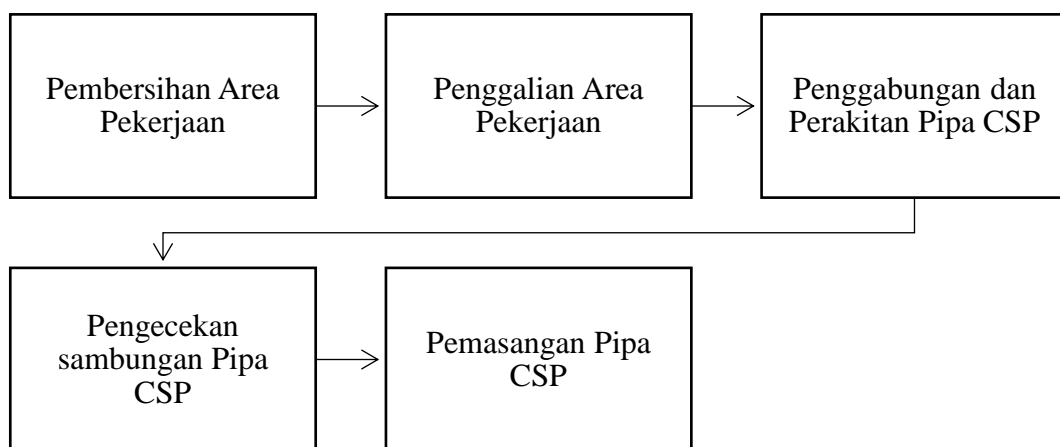 Pembersihan Area
Pekerjaan
Penggalian Area
Pekerjaan
Penggabungan dan
Perakitan Pipa CSP
Pengecekan
sambungan Pipa
CSP
Pemasangan Pipa
CSP